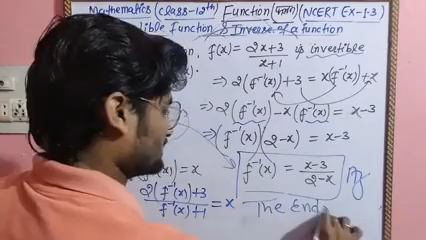 Mathematics (class-12th) Function (फलन) (NCERT EX-1.3)
ible Function & Inverse of a function
f(x) = 2x+3 / x+1 is invertible
⇒ 2(f⁻¹(x))+3 = x(f⁻¹(x))+x
⇒ 2(f⁻¹(x)) - x(f⁻¹(x)) = x-3
⇒ (f⁻¹(x))(2-x) = x-3
(x) = x
f⁻¹(x) = x-3 / 2-x
2(f⁻¹(x))+3 / f⁻¹(x)+1 = x
The End